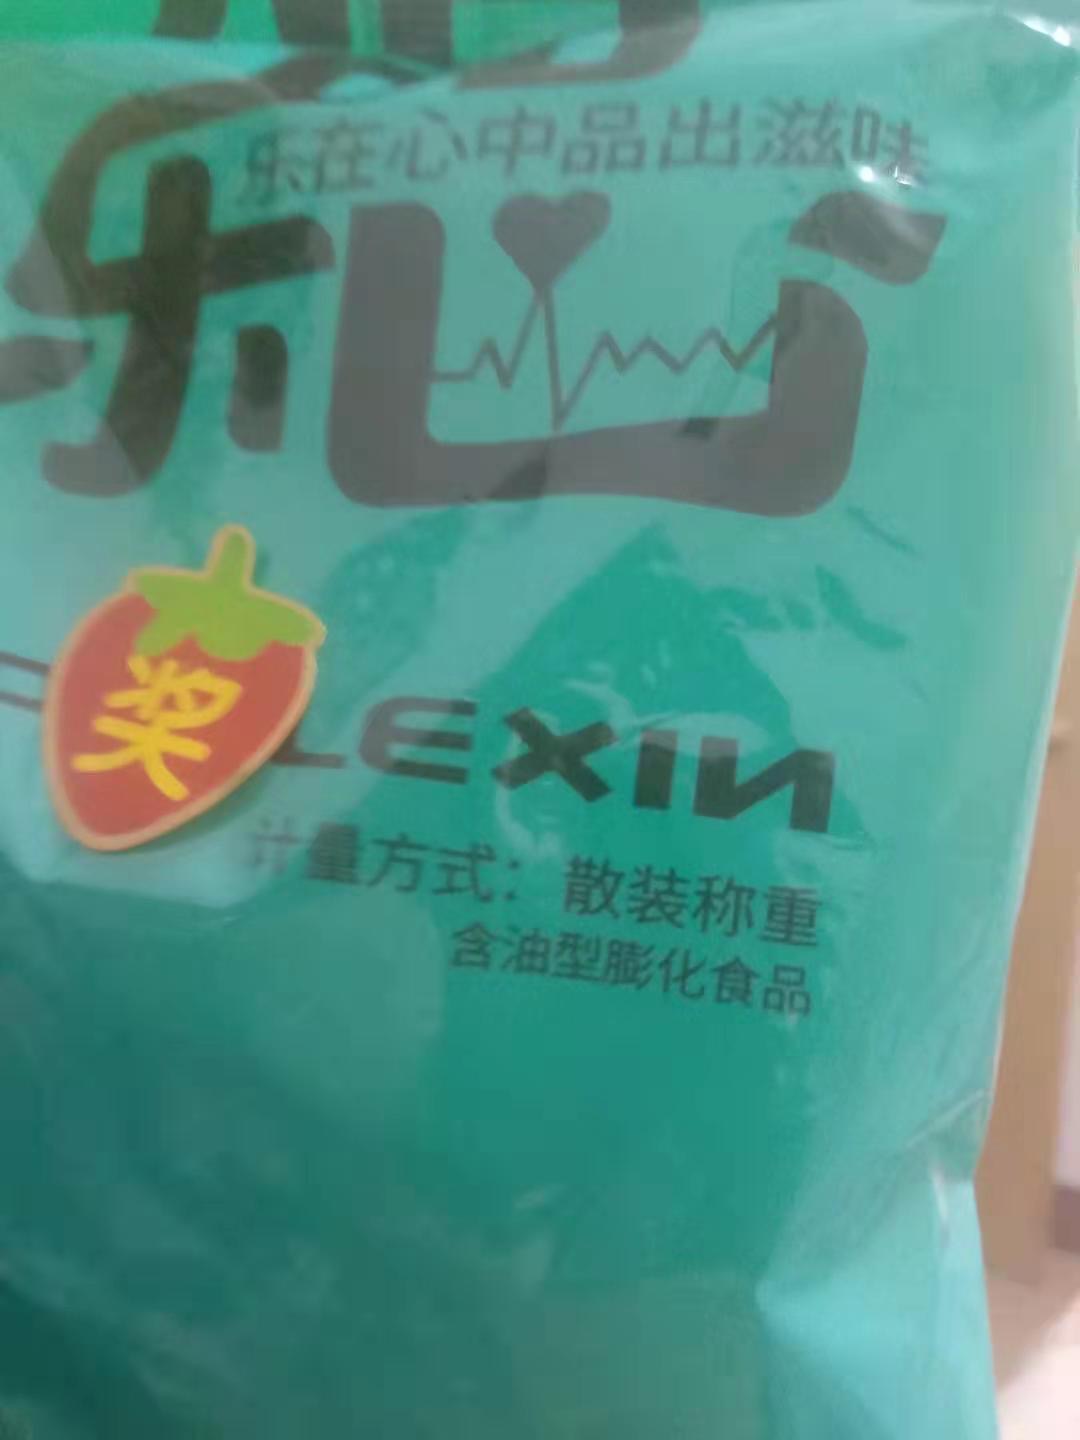 乐在心中品出滋味
乐心
奖
LEXIN
计量方式：散装称重
含油型膨化食品